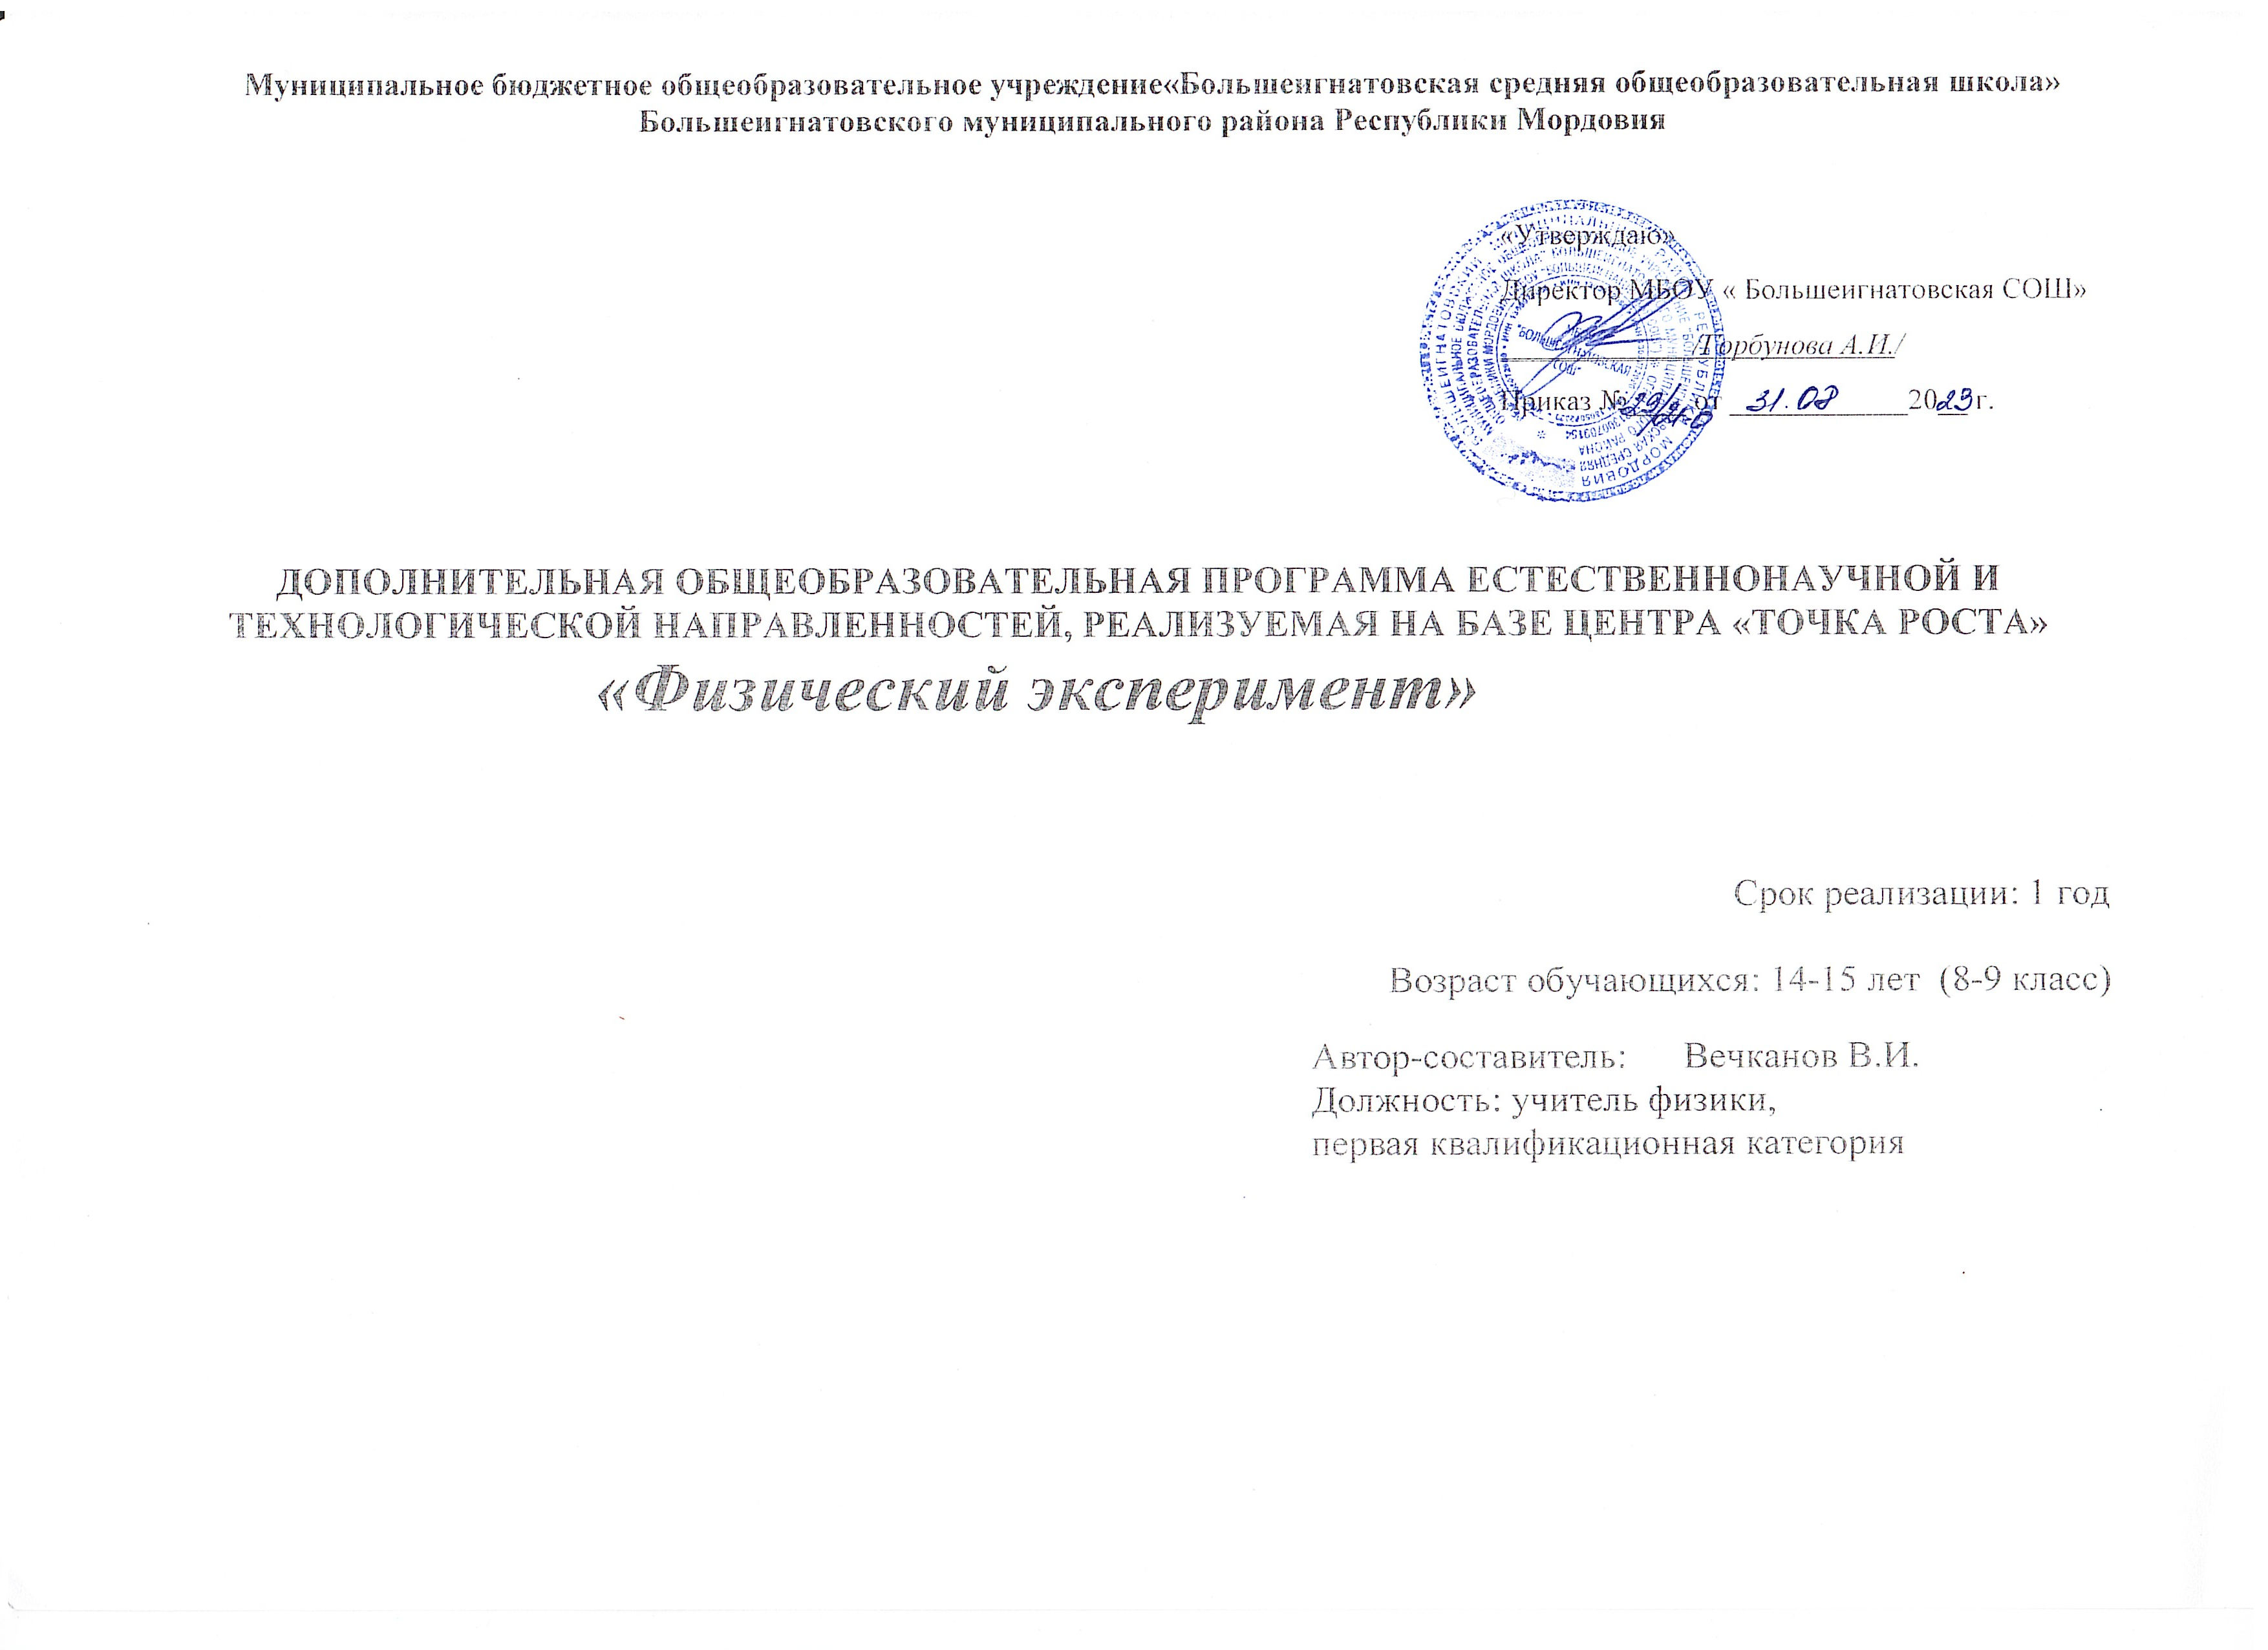 Муниципальное бюджетное общеобразовательное учреждение«Большеигнатовская средняя общеобразовательная школа»
Большеигнатовского муниципального района Республики Мордовия
«Утверждаю»
Директор МБОУ « Большеигнатовская СОШ»
/Горбунова А.И./
Приказ № от 31.08 2023г.
ДОПОЛНИТЕЛЬНАЯ ОБЩЕОБРАЗОВАТЕЛЬНАЯ ПРОГРАММА ЕСТЕСТВЕННОНАУЧНОЙ И
ТЕХНОЛОГИЧЕСКОЙ НАПРАВЛЕННОСТЕЙ, РЕАЛИЗУЕМАЯ НА БАЗЕ ЦЕНТРА «ТОЧКА РОСТА»
«Физический эксперимент»
Срок реализации: 1 год
Возраст обучающихся: 14-15 лет (8-9 класс)
Автор-составитель: Вечканов В.И.
Должность: учитель физики,
первая квалификационная категория